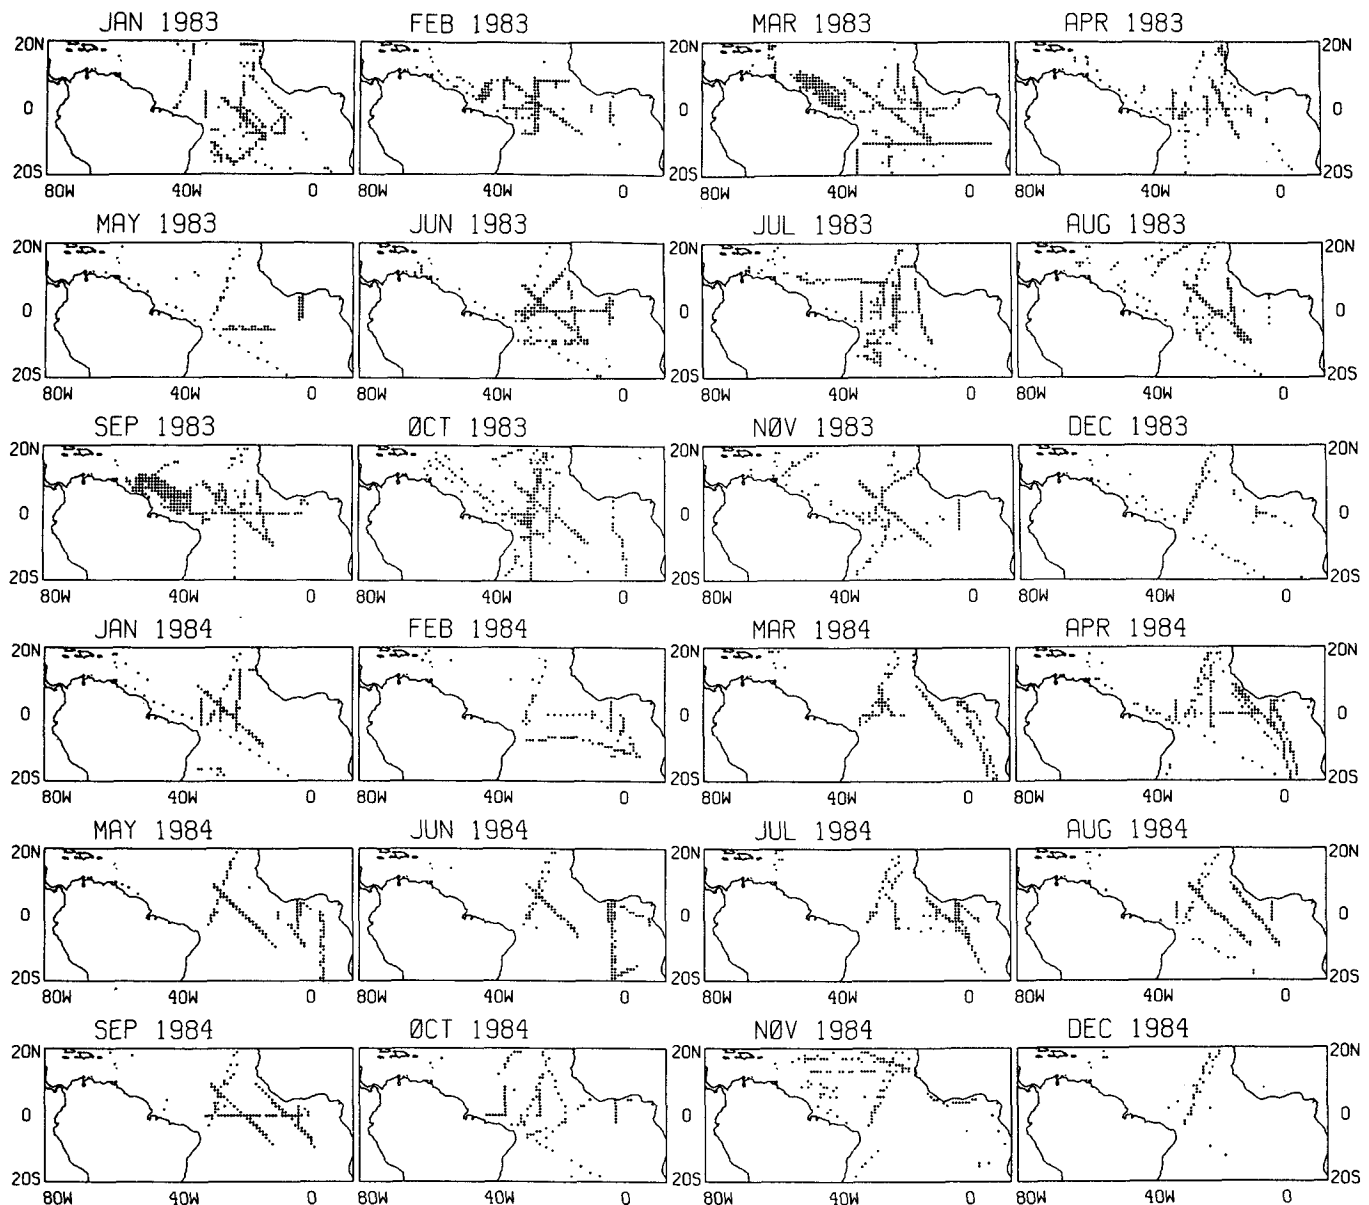 JAN 1983 FEB 1983 MAR 1983 APR 1983
20N 20N 20N
0 0 0
20S 20S 20S
80W 40W 0 80W 40W 0 80W 40W 0 80W 40W 0
MAY 1983 JUN 1983 JUL 1983 AUG 1983
20N 20N 20N
0 0 0
20S 20S 20S
80W 40W 0 80W 40W 0 80W 40W 0 80W 40W 0
SEP 1983 ØCT 1983 NØV 1983 DEC 1983
20N 20N 20N
0 0 0
20S 20S 20S
80W 40W 0 80W 40W 0 80W 40W 0 80W 40W 0
JAN 1984 FEB 1984 MAR 1984 APR 1984
20N 20N 20N
0 0 0
20S 20S 20S
80W 40W 0 80W 40W 0 80W 40W 0 80W 40W 0
MAY 1984 JUN 1984 JUL 1984 AUG 1984
20N 20N 20N
0 0 0
20S 20S 20S
80W 40W 0 80W 40W 0 80W 40W 0 80W 40W 0
SEP 1984 ØCT 1984 NØV 1984 DEC 1984
20N 20N 20N
0 0 0
20S 20S 20S
80W 40W 0 80W 40W 0 80W 40W 0 80W 40W 0